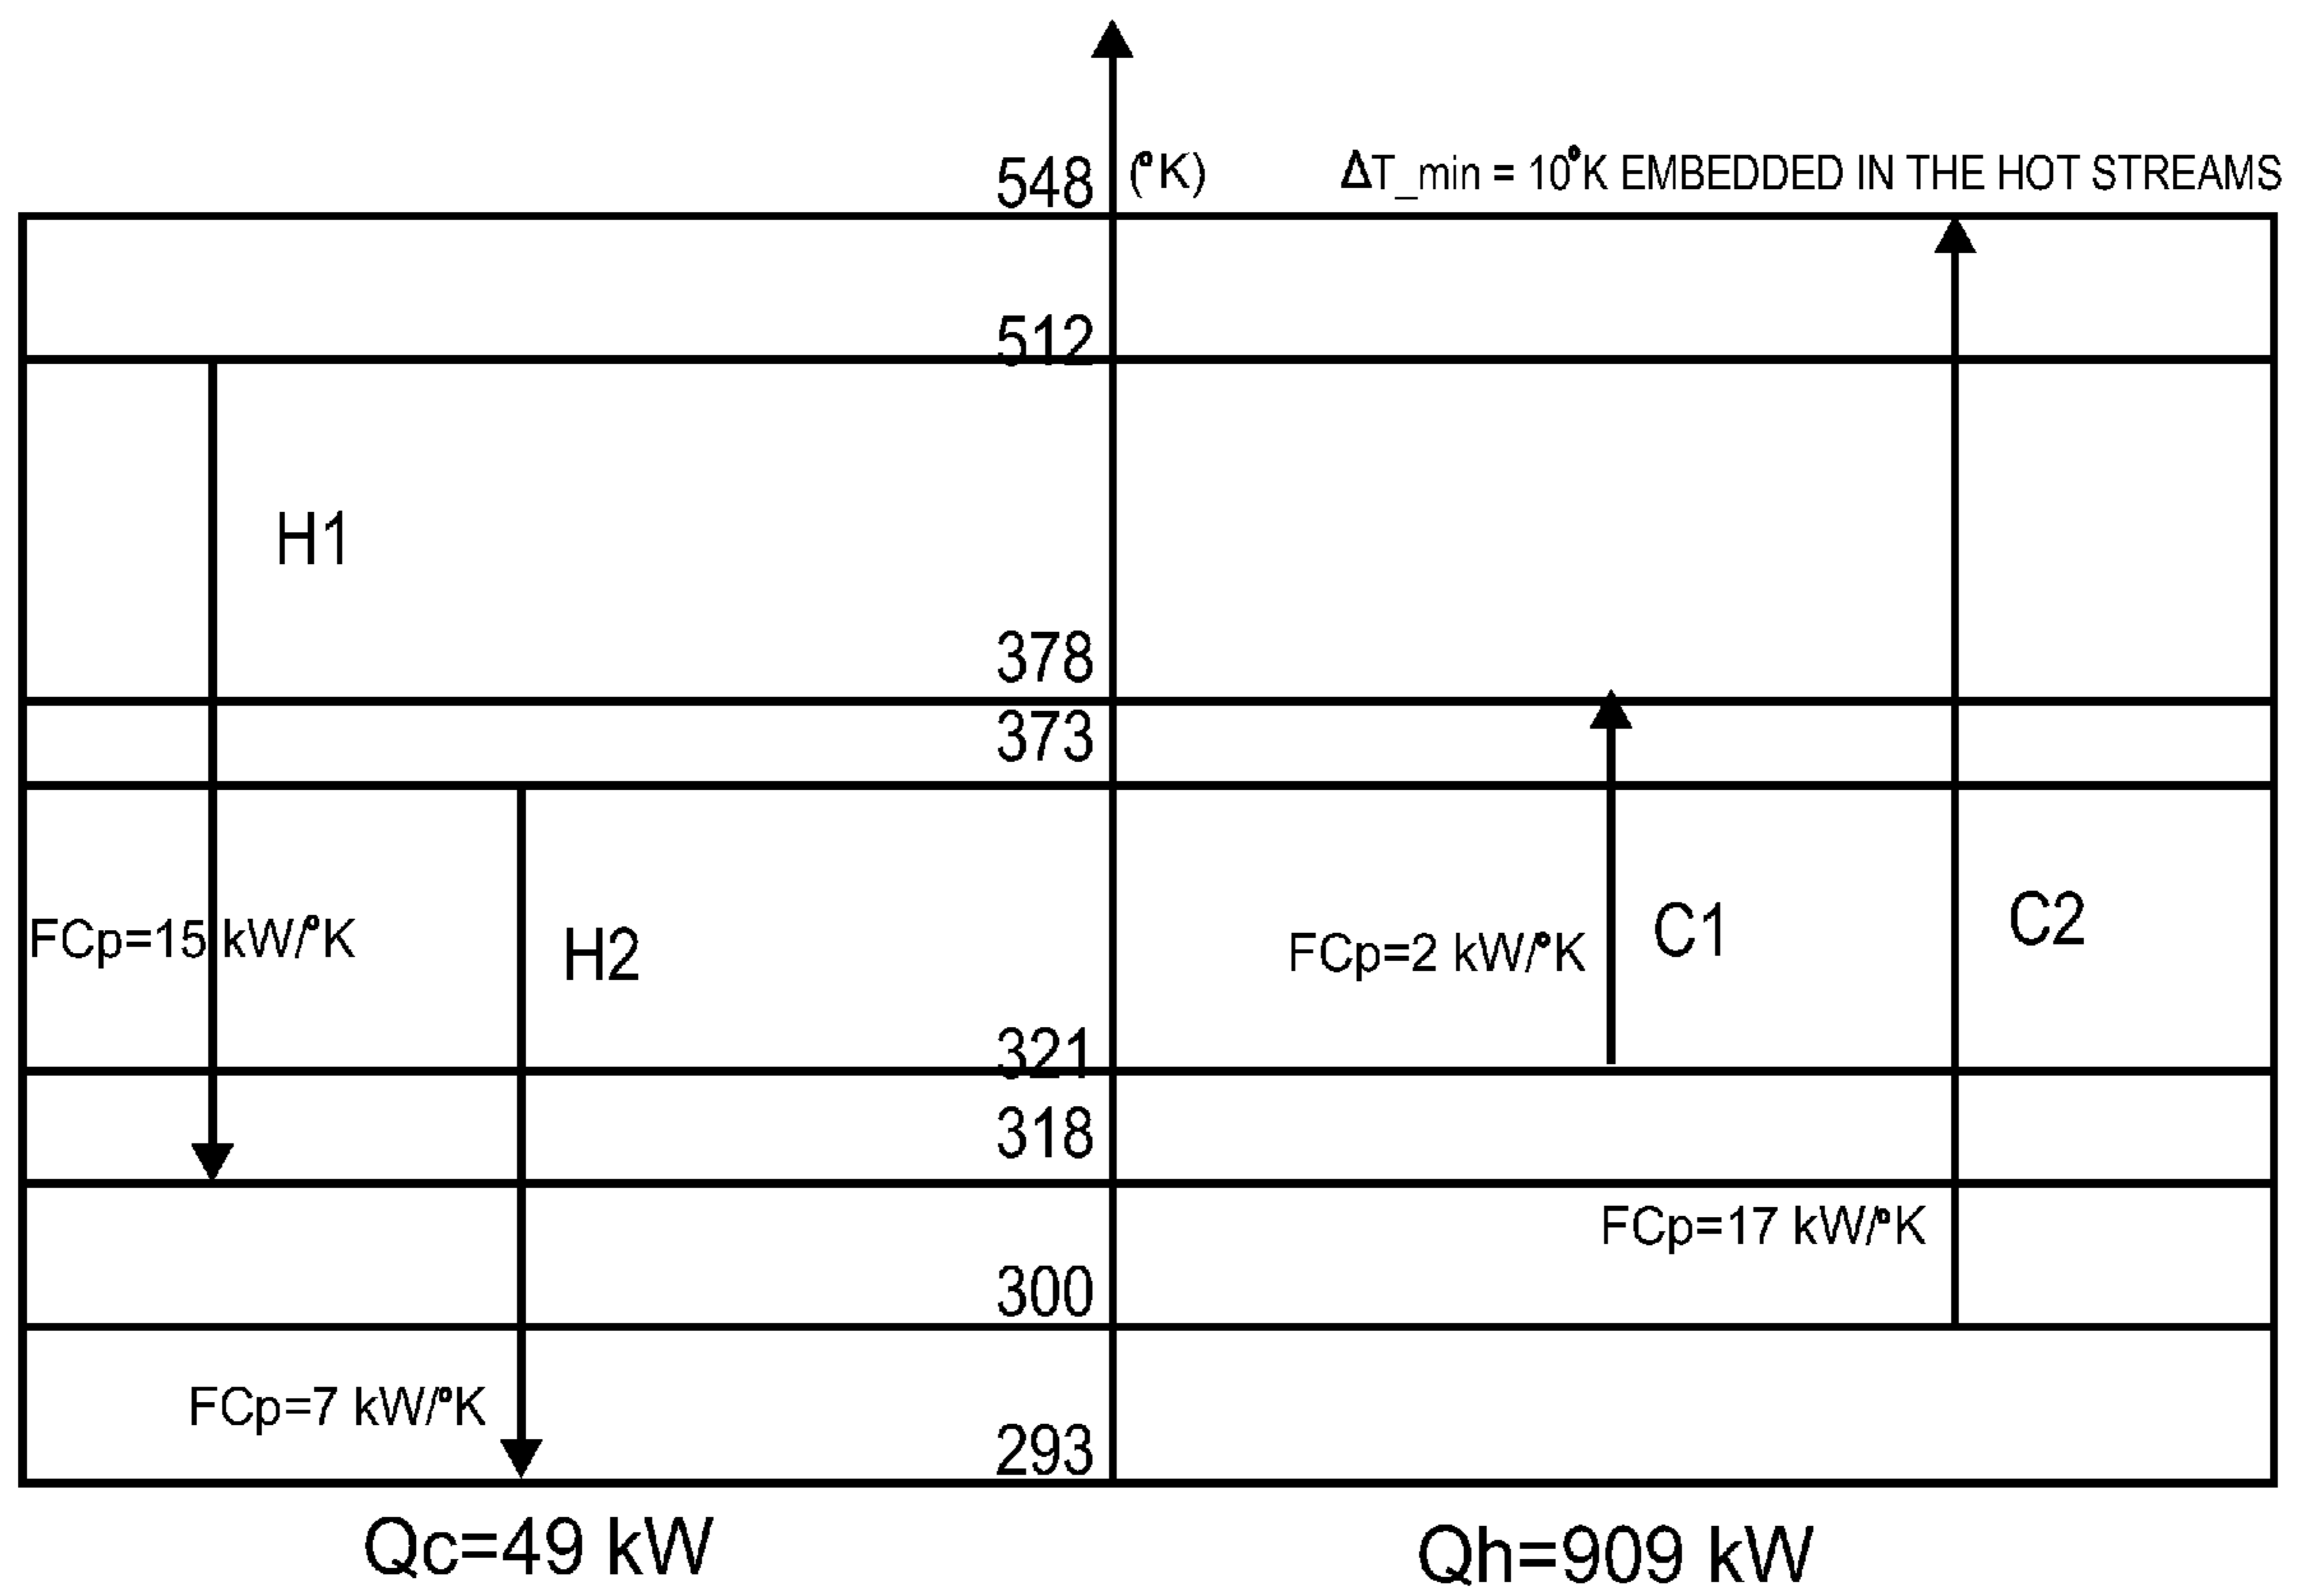 548
(°K)
ΔT_min = 10°K EMBEDDED IN THE HOT STREAMS
512
H1
378
373
FCp=15 kW/°K
H2
FCp=2 kW/°K
C1
C2
321
318
FCp=17 kW/°K
300
FCp=7 kW/°K
293
Qc=49 kW
Qh=909 kW